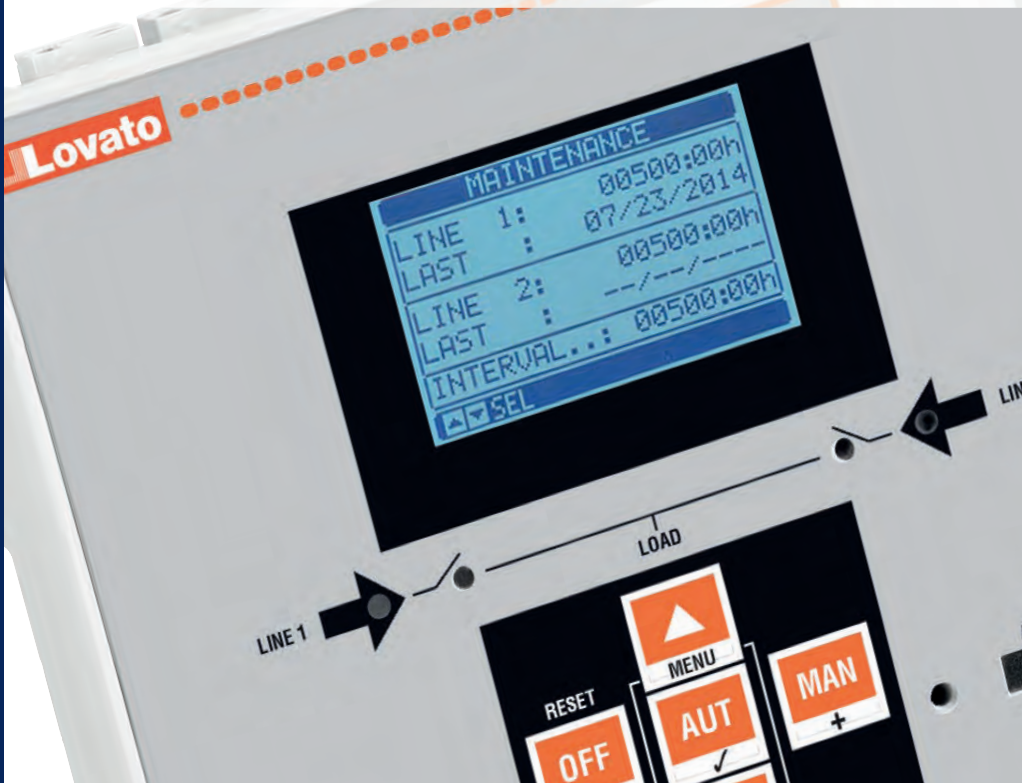 Lovato
MAINTENANCE
LINE 1: 00500:00h
LAST : 07/23/2014
LINE 2: 00500:00h
LAST : --/--/----
INTERVAL..: 00500:00h
▲▼SEL
LOAD
LINE 1
MENU
RESET
OFF
AUT
✓
MAN
+